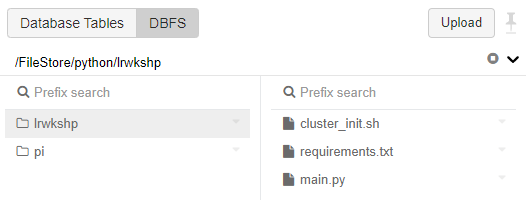 Database Tables DBFS Upload
/FileStore/python/lrwkshp
Prefix search Prefix search
lrwkshp cluster_init.sh
pi requirements.txt
main.py